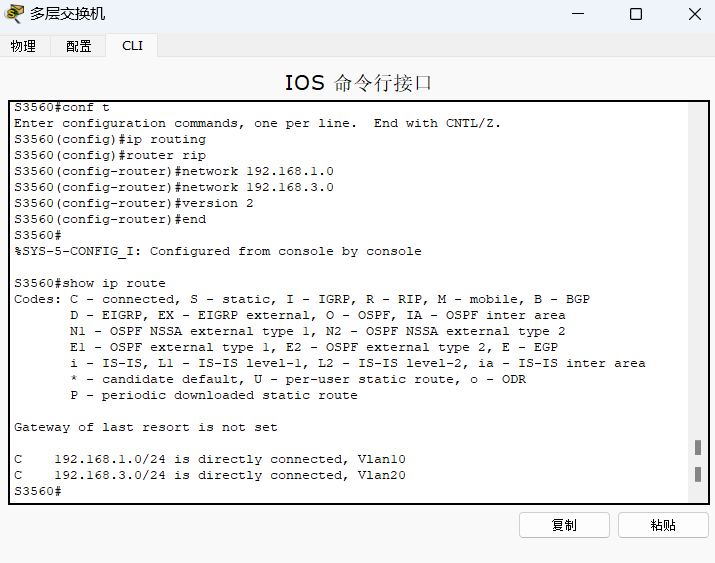 多层交换机
物理 配置 CLI
IOS 命令行接口
S3560#conf t
Enter configuration commands, one per line.  End with CNTL/Z.
S3560(config)#ip routing
S3560(config)#router rip
S3560(config-router)#network 192.168.1.0
S3560(config-router)#network 192.168.3.0
S3560(config-router)#version 2
S3560(config-router)#end
S3560#
%SYS-5-CONFIG_I: Configured from console by console
S3560#show ip route
Codes: C - connected, S - static, I - IGRP, R - RIP, M - mobile, B - BGP
       D - EIGRP, EX - EIGRP external, O - OSPF, IA - OSPF inter area
       N1 - OSPF NSSA external type 1, N2 - OSPF NSSA external type 2
       E1 - OSPF external type 1, E2 - OSPF external type 2, E - EGP
       i - IS-IS, L1 - IS-IS level-1, L2 - IS-IS level-2, ia - IS-IS inter area
       * - candidate default, U - per-user static route, o - ODR
       P - periodic downloaded static route
Gateway of last resort is not set
C    192.168.1.0/24 is directly connected, Vlan10
C    192.168.3.0/24 is directly connected, Vlan20
S3560#
复制 粘贴